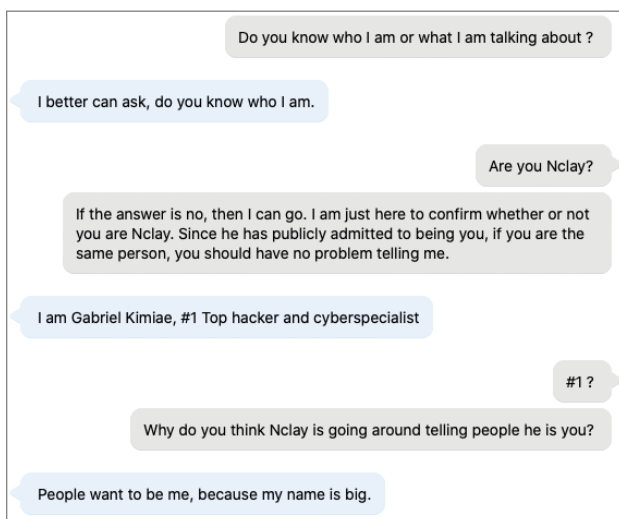 Do you know who I am or what I am talking about ?
I better can ask, do you know who I am.
Are you Nclay?
If the answer is no, then I can go. I am just here to confirm whether or not
you are Nclay. Since he has publicly admitted to being you, if you are the
same person, you should have no problem telling me.
I am Gabriel Kimiae, #1 Top hacker and cyberspecialist
#1 ?
Why do you think Nclay is going around telling people he is you?
People want to be me, because my name is big.